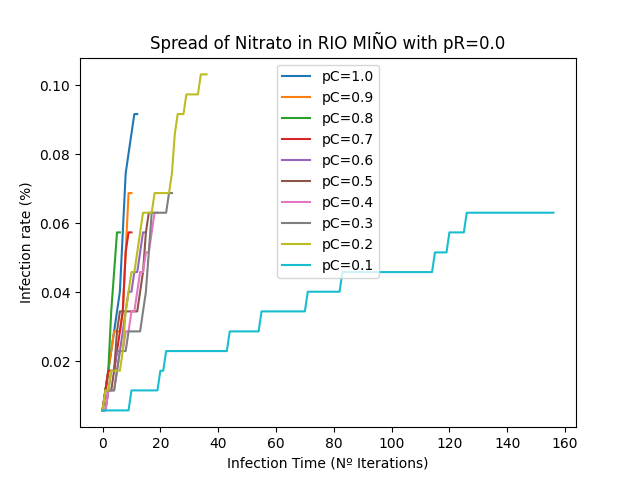 Spread of Nitrato in RIO MIÑO with pR=0.0
Infection rate (%)
0.10
0.08
0.06
0.04
0.02
pC=1.0
pC=0.9
pC=0.8
pC=0.7
pC=0.6
pC=0.5
pC=0.4
pC=0.3
pC=0.2
pC=0.1
0 20 40 60 80 100 120 140 160
Infection Time (Nº Iterations)